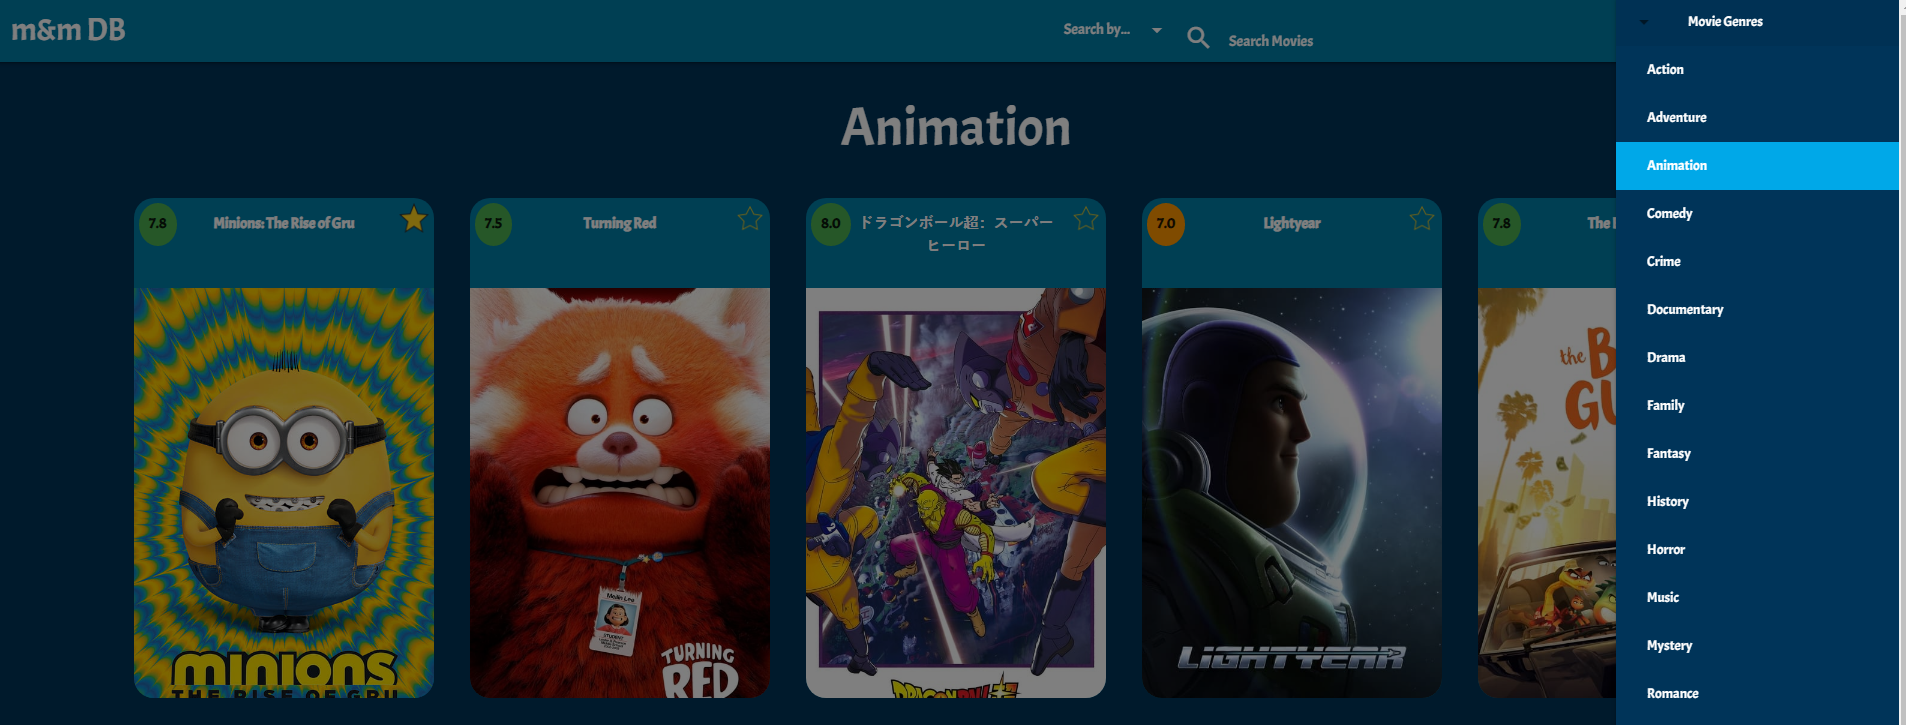 m&m DB
Search by...
Search Movies
Animation
7.8
Minions: The Rise of Gru
7.5
Turning Red
8.0
ドラゴンボール超：スーパー
ヒーロー
7.0
Lightyear
7.8
The
MINIONS
THE RISE OF GRU
Meilin Lee
STUDENT
TURNING
RED
LIGHTYEAR
the B
GU
Movie Genres
Action
Adventure
Animation
Comedy
Crime
Documentary
Drama
Family
Fantasy
History
Horror
Music
Mystery
Romance